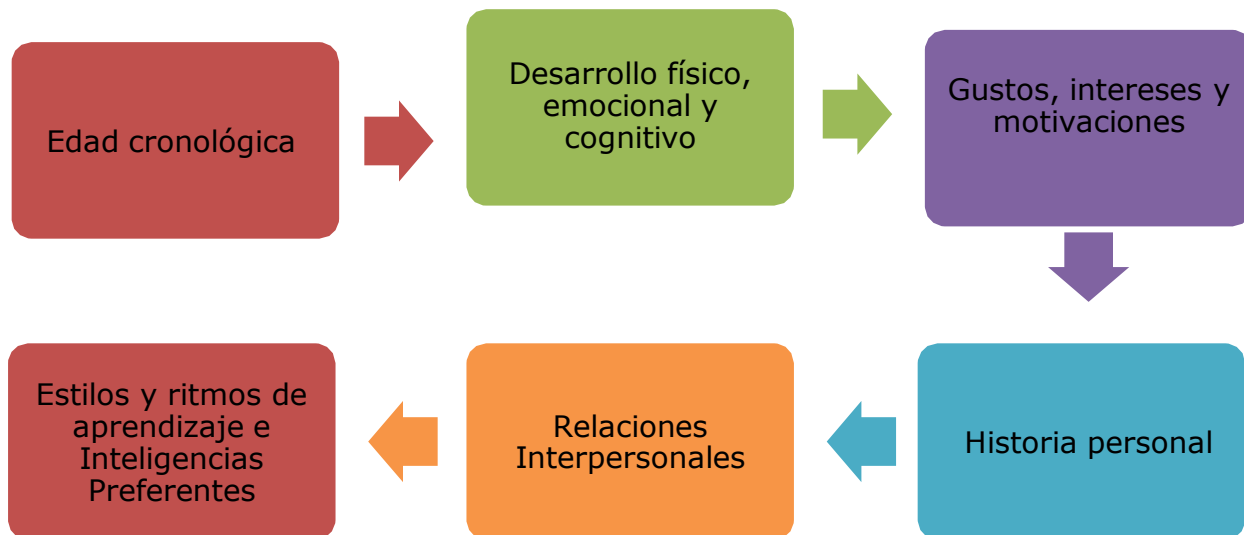 Edad cronológica
Desarrollo físico,
emocional y
cognitivo
Gustos, intereses y
motivaciones
Historia personal
Relaciones
Interpersonales
Estilos y ritmos de
aprendizaje e
Inteligencias
Preferentes